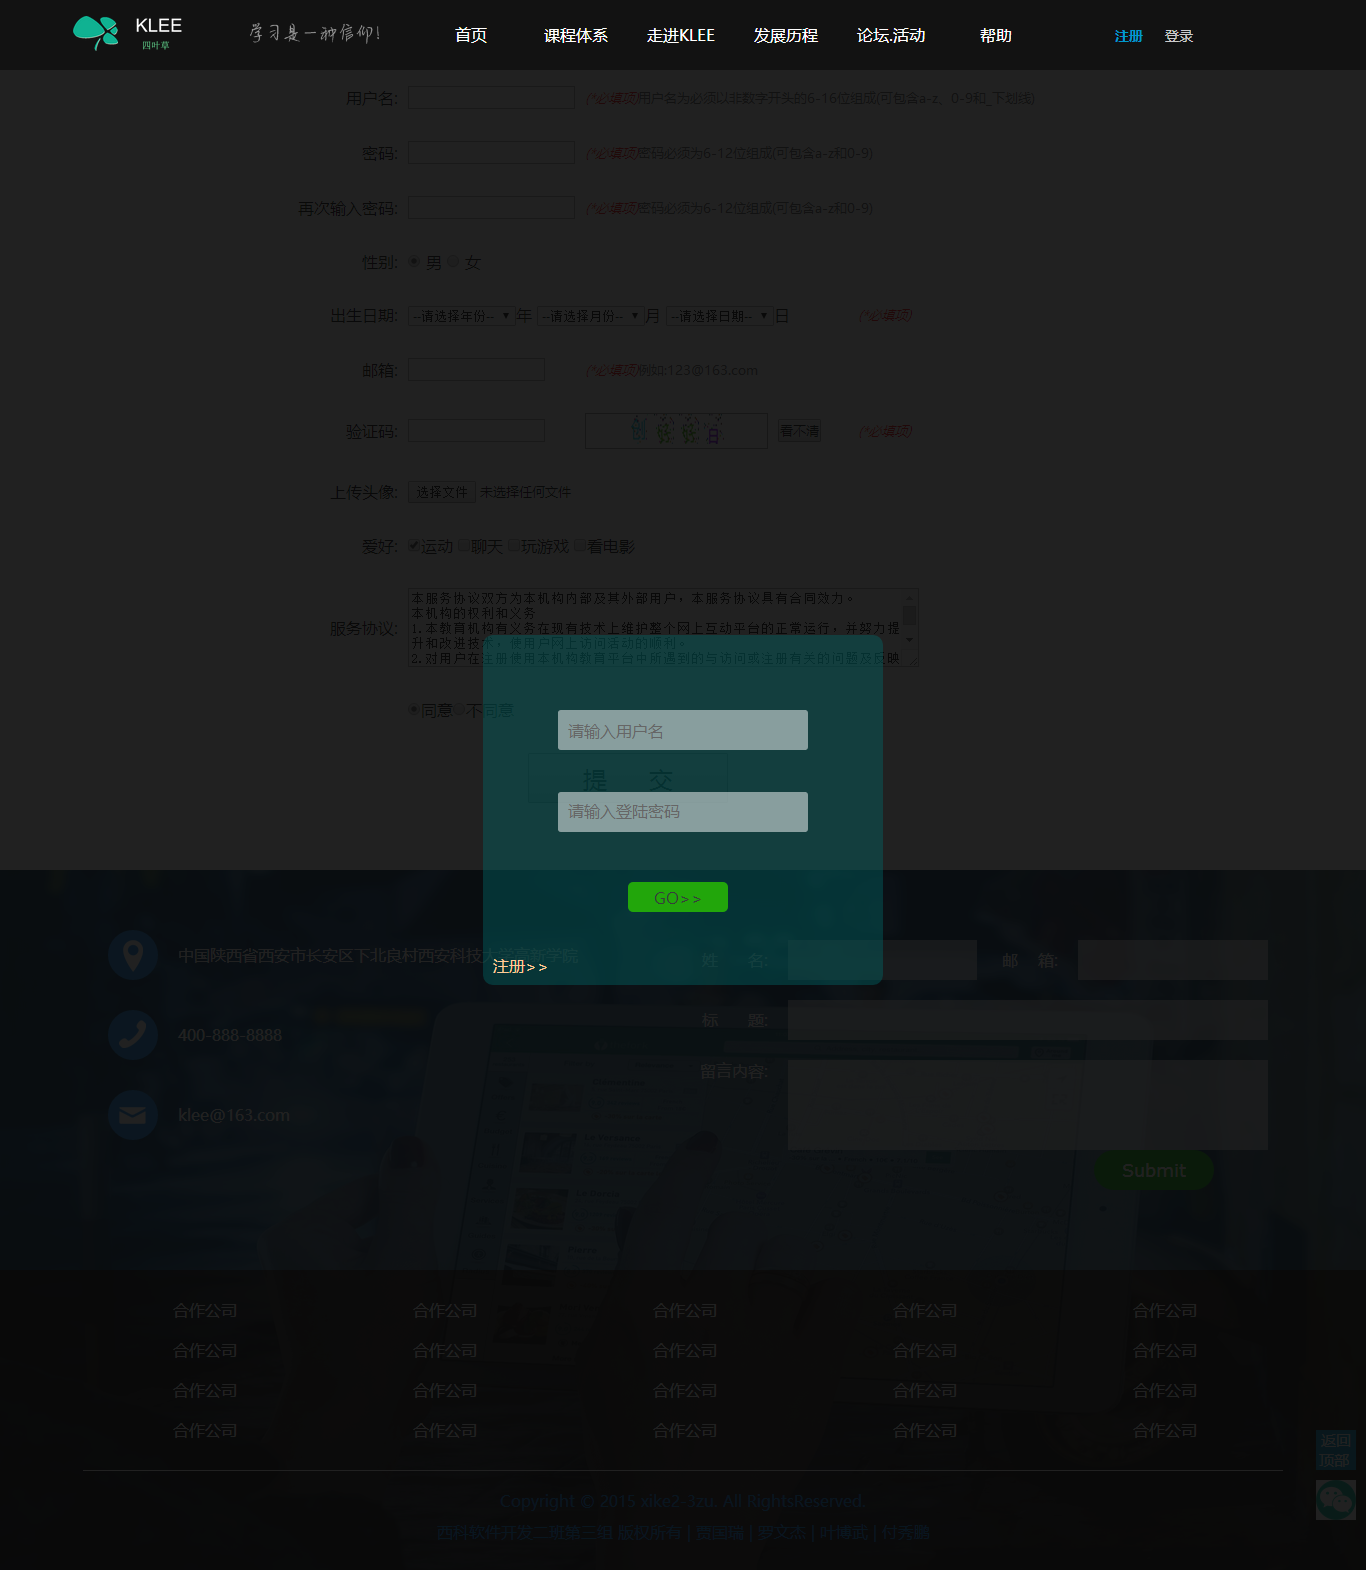 KLEE
四叶草
学习是一种信仰!
首页 课程体系 走进KLEE 发展历程 论坛.活动 帮助 注册 登录
用户名: (*必填项)用户名为必须以非数字开头的6-16位组成(可包含a-z、0-9和_下划线)
密码: (*必填项)密码必须为6-12位组成(可包含a-z和0-9)
再次输入密码: (*必填项)密码必须为6-12位组成(可包含a-z和0-9)
性别: 男 女
出生日期: --请选择年份-- 年 --请选择月份-- 月 --请选择日期-- 日 (*必填项)
邮箱: (*必填项)例如:123@163.com
验证码: 看不清 (*必填项)
上传头像: 选择文件 未选择任何文件
爱好: 运动 聊天 玩游戏 看电影
服务协议:
本服务协议双方为本机构内部及其外部用户，本服务协议具有合同效力。
本机构的权利和义务
1.本教育机构有义务在现有技术上维护整个网上互动平台的正常运行，并努力提
升和改进技术，使用户网上访问活动的顺利。
2.对用户在注册使用本机构教育平台中所遇到的与访问或注册有关的问题及反映
同意 不同意
请输入用户名
提 交
请输入登陆密码
GO>>
注册>>
中国陕西省西安市长安区下北良村西安科技大学高新学院
400-888-8888
klee@163.com
姓 名: 邮 箱:
标 题:
留言内容:
Submit
合作公司 合作公司 合作公司 合作公司 合作公司
合作公司 合作公司 合作公司 合作公司 合作公司
合作公司 合作公司 合作公司 合作公司 合作公司
合作公司 合作公司 合作公司 合作公司 合作公司
返回
顶部
Copyright © 2015 xike2-3zu. All RightsReserved.
西科软件开发二班第三组 版权所有 | 贾国瑞 | 罗文杰 | 叶博武 | 付秀鹏